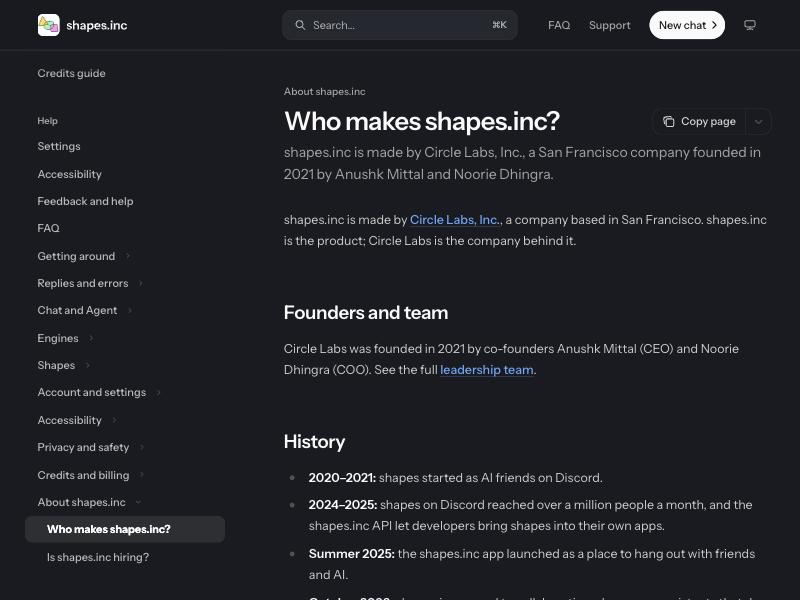 shapes.inc
Search...
⌘K
FAQ
Support
New chat
Credits guide
Help
Settings
Accessibility
Feedback and help
FAQ
Getting around
Replies and errors
Chat and Agent
Engines
Shapes
Account and settings
Accessibility
Privacy and safety
Credits and billing
About shapes.inc
Who makes shapes.inc?
Is shapes.inc hiring?
About shapes.inc
Who makes shapes.inc?
Copy page
shapes.inc is made by Circle Labs, Inc., a San Francisco company founded in
2021 by Anushk Mittal and Noorie Dhingra.
shapes.inc is made by Circle Labs, Inc., a company based in San Francisco. shapes.inc
is the product; Circle Labs is the company behind it.
Founders and team
Circle Labs was founded in 2021 by co-founders Anushk Mittal (CEO) and Noorie
Dhingra (COO). See the full leadership team.
History
2020–2021: shapes started as AI friends on Discord.
2024–2025: shapes on Discord reached over a million people a month, and the
shapes.inc API let developers bring shapes into their own apps.
Summer 2025: the shapes.inc app launched as a place to hang out with friends
and AI.